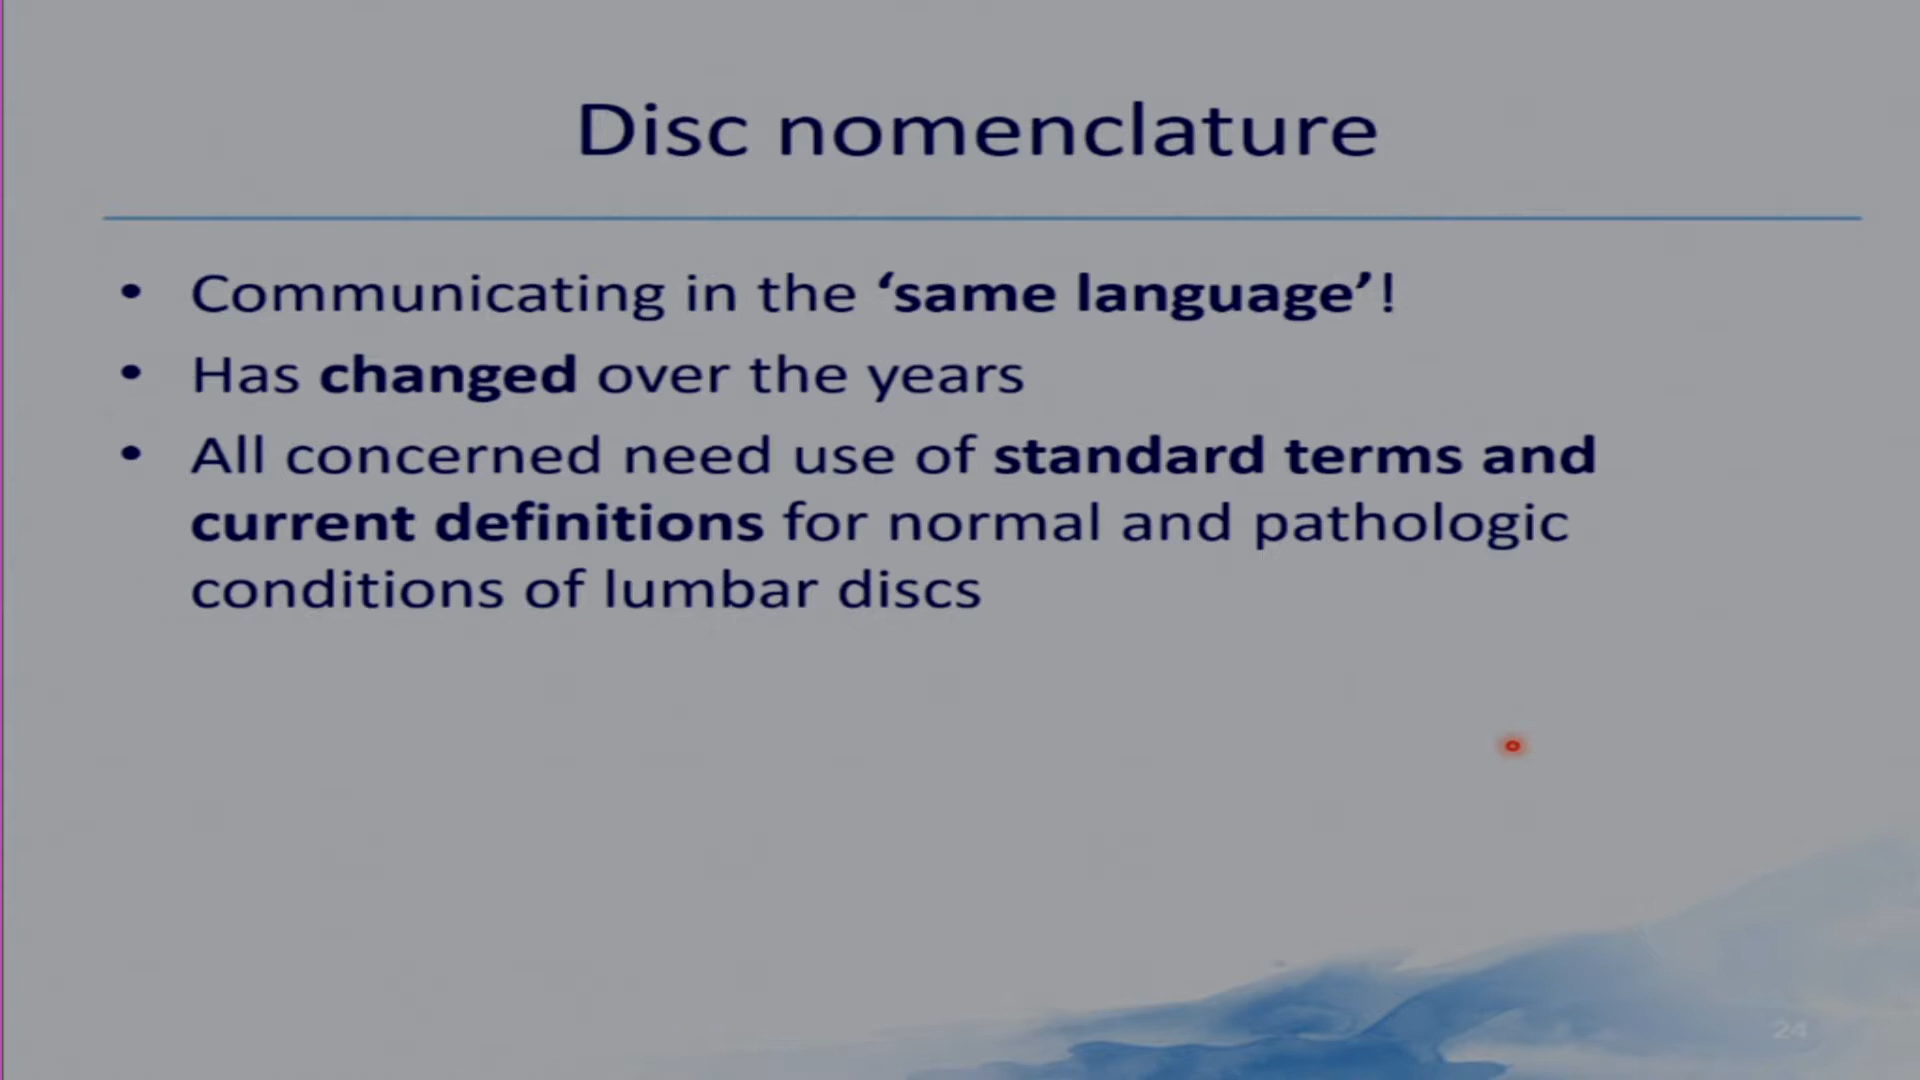 Disc nomenclature
• Communicating in the ‘same language’!
• Has changed over the years
• All concerned need use of standard terms and
current definitions for normal and pathologic
conditions of lumbar discs
24